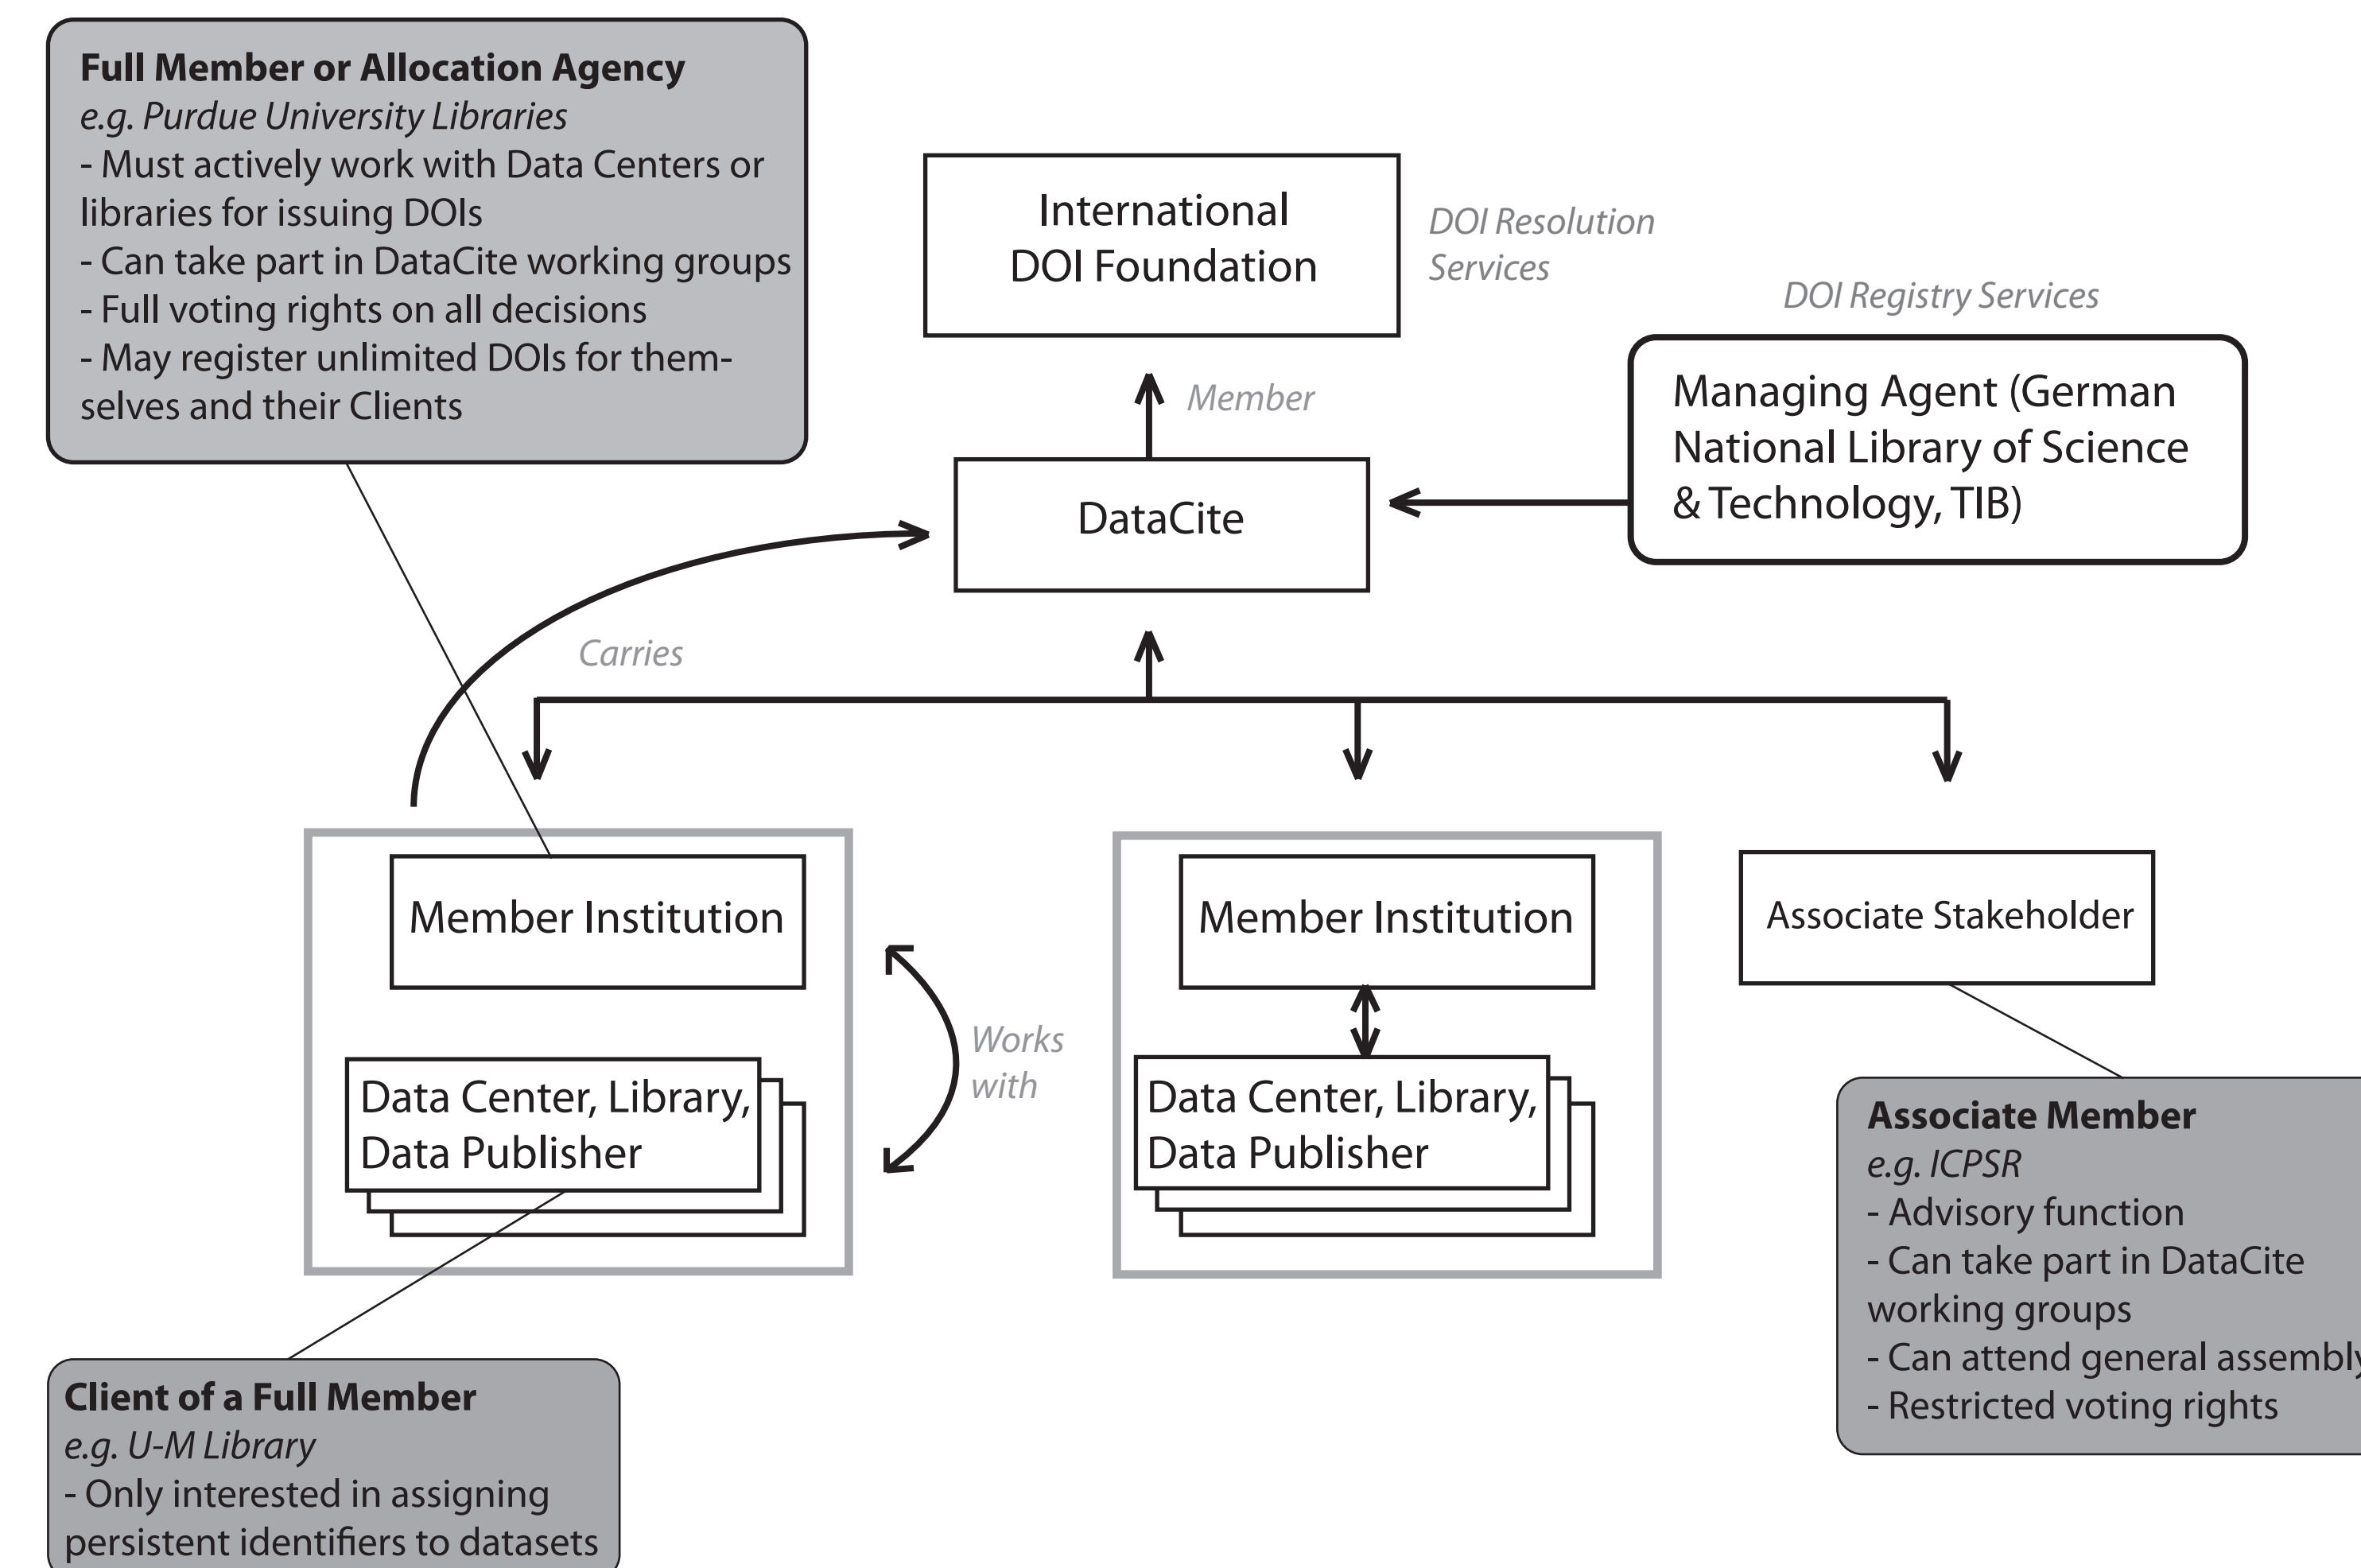 Full Member or Allocation Agency
e.g. Purdue University Libraries
- Must actively work with Data Centers or
libraries for issuing DOIs
- Can take part in DataCite working groups
- Full voting rights on all decisions
- May register unlimited DOIs for them-
selves and their Clients
International
DOI Foundation
DOI Resolution
Services
DOI Registry Services
Managing Agent (German
National Library of Science
& Technology, TIB)
Member
DataCite
Carries
Member Institution
Member Institution
Associate Stakeholder
Works
with
Data Center, Library,
Data Publisher
Data Center, Library,
Data Publisher
Associate Member
e.g. ICPSR
- Advisory function
- Can take part in DataCite
working groups
- Can attend general assembly
- Restricted voting rights
Client of a Full Member
e.g. U-M Library
- Only interested in assigning
persistent identifiers to datasets